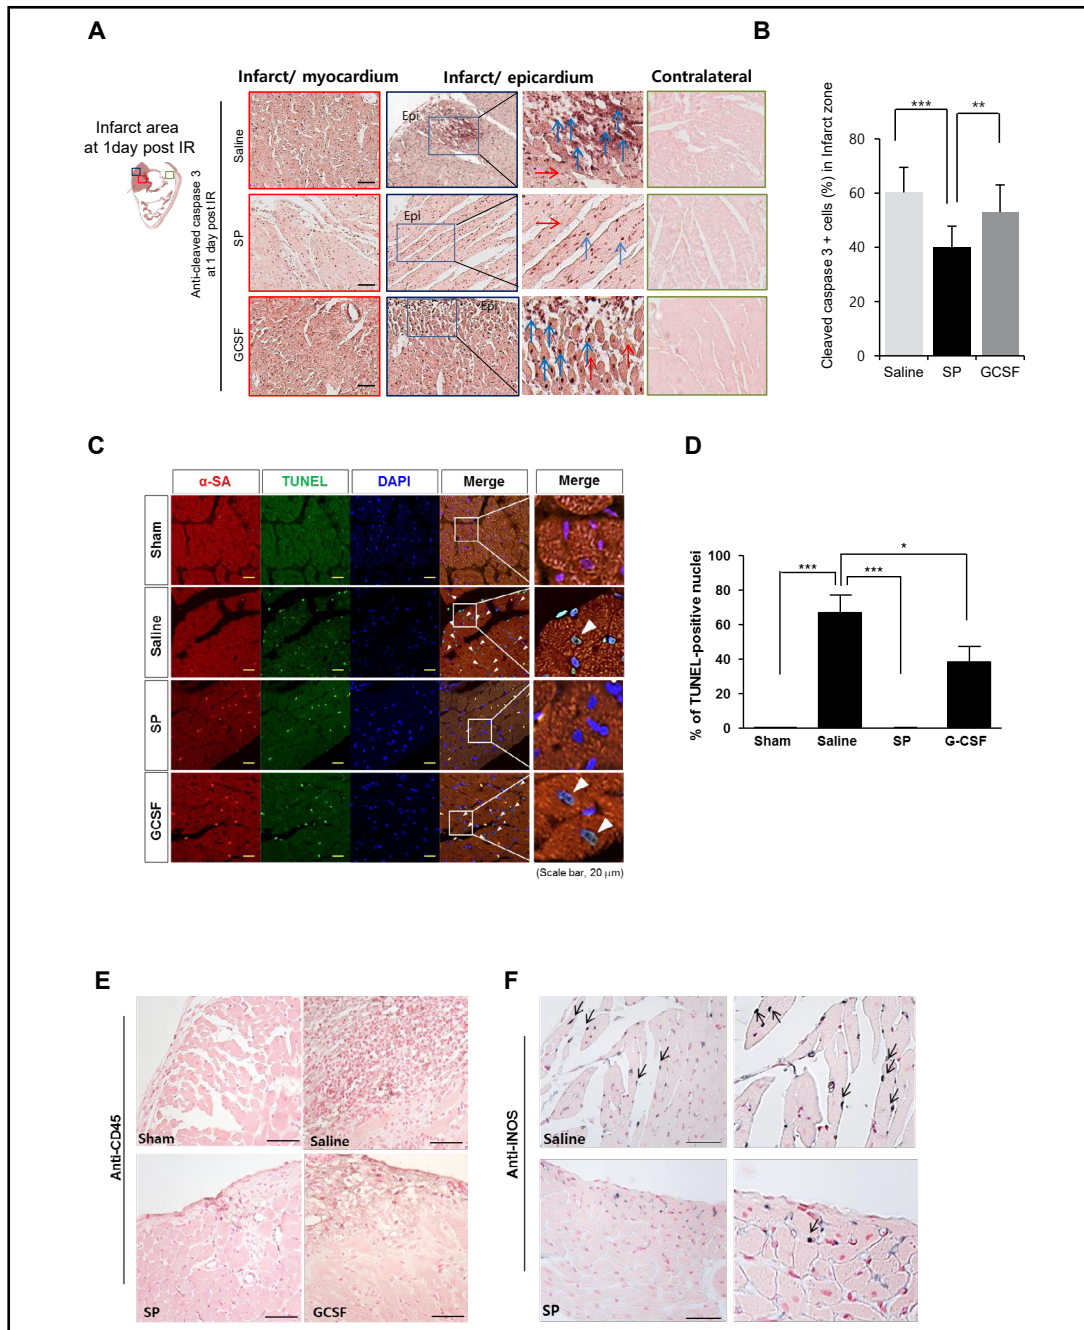 A
B
Infarct/ myocardium
Infarct/ epicardium
Contralateral
Infarct area
at 1day post IR
Anti-cleaved caspase 3
at 1 day post IR
Saline
Epi
SP
Epi
GCSF
Epi
Cleaved caspase 3 + cells (%) in Infarct zone
***
**
80
60
40
20
0
Saline
SP
GCSF
C
D
α-SA
TUNEL
DAPI
Merge
Merge
Sham
Saline
SP
GCSF
(Scale bar, 20 μm)
% of TUNEL-positive nuclei
*
***
***
100
80
60
40
20
0
Sham
Saline
SP
G-CSF
E
F
Anti-CD45
Sham
Saline
SP
GCSF
Anti-iNOS
Saline
SP